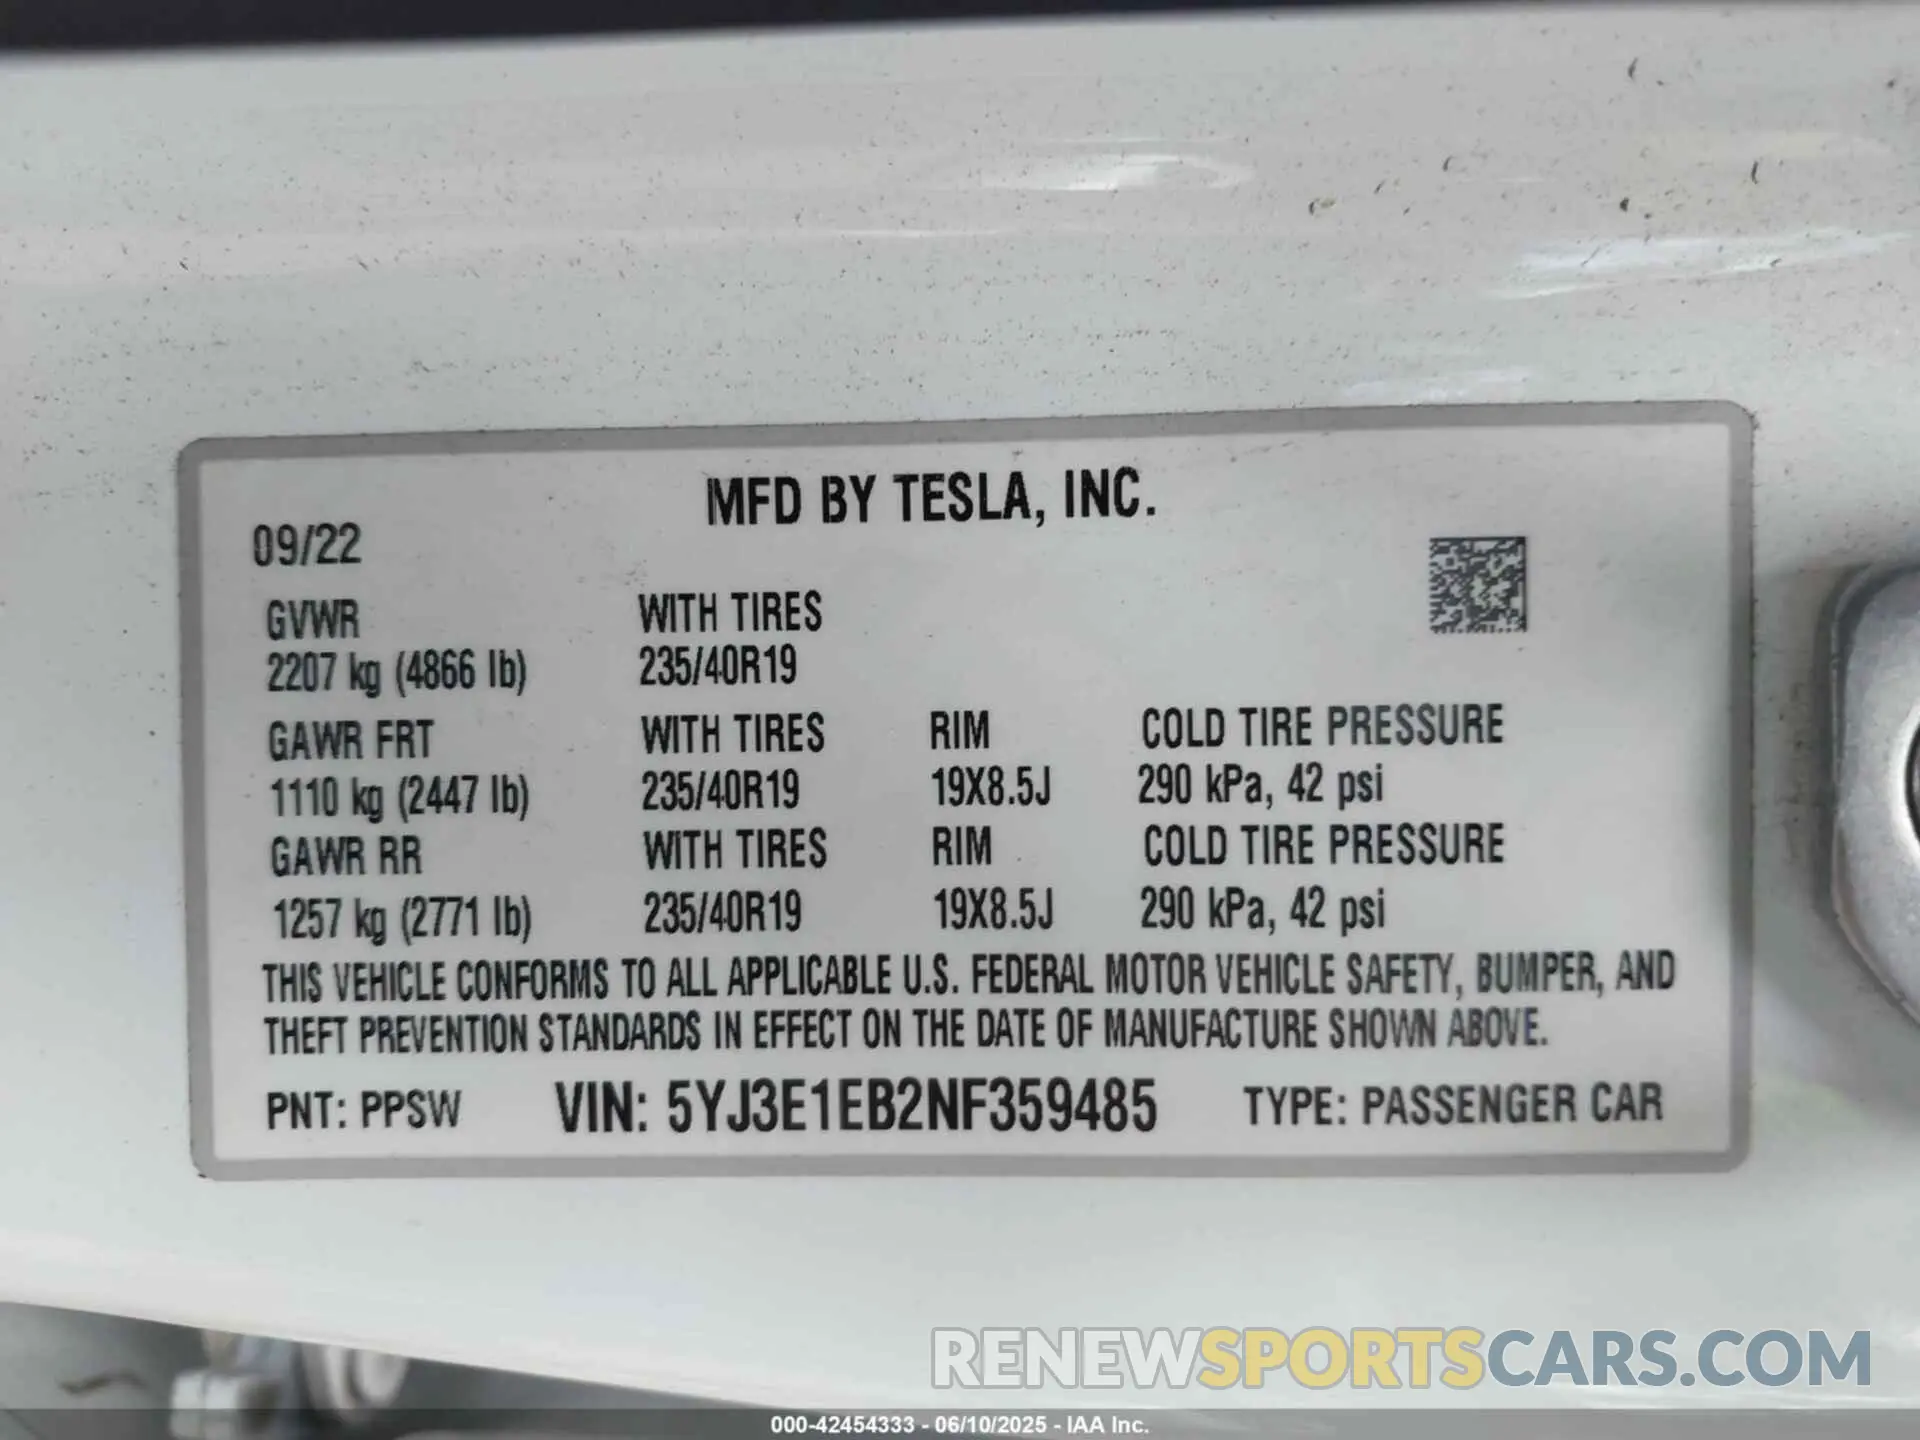 MFD BY TESLA, INC.
09/22
GVWR WITH TIRES
2207 kg (4866 lb) 235/40R19
GAWR FRT WITH TIRES RIM COLD TIRE PRESSURE
1110 kg (2447 lb) 235/40R19 19X8.5J 290 kPa, 42 psi
GAWR RR WITH TIRES RIM COLD TIRE PRESSURE
1257 kg (2771 lb) 235/40R19 19X8.5J 290 kPa, 42 psi
THIS VEHICLE CONFORMS TO ALL APPLICABLE U.S. FEDERAL MOTOR VEHICLE SAFETY, BUMPER, AND
THEFT PREVENTION STANDARDS IN EFFECT ON THE DATE OF MANUFACTURE SHOWN ABOVE.
PNT: PPSW VIN: 5YJ3E1EB2NF359485 TYPE: PASSENGER CAR
RENEWSPORTSCARS.COM
000-42454333 - 06/10/2025 - IAA Inc.